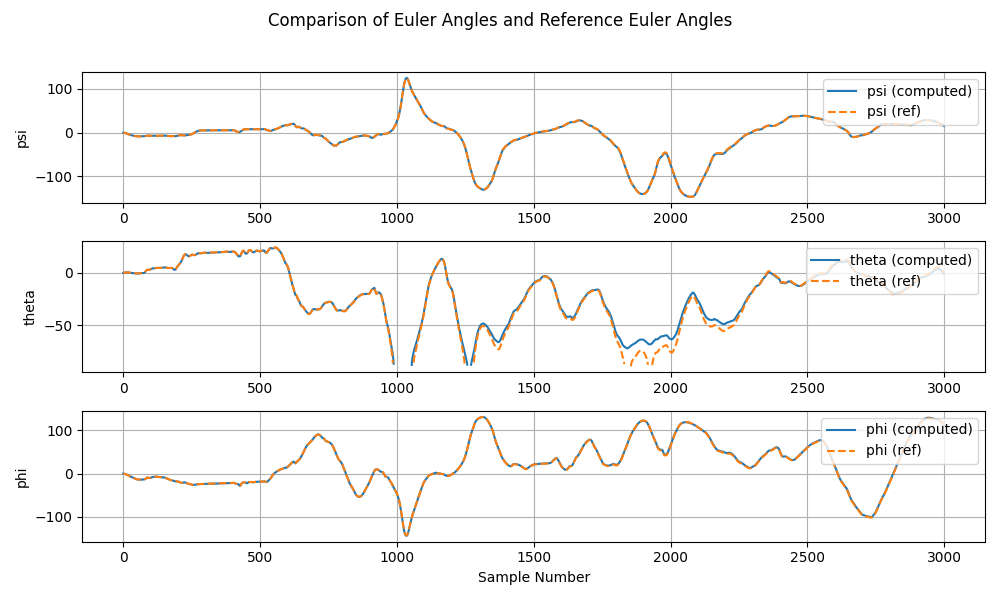 Comparison of Euler Angles and Reference Euler Angles
psi
100
0
−100
psi (computed)
psi (ref)
0 500 1000 1500 2000 2500 3000
theta
0
−50
theta (computed)
theta (ref)
0 500 1000 1500 2000 2500 3000
phi
100
0
−100
phi (computed)
phi (ref)
0 500 1000 1500 2000 2500 3000
Sample Number